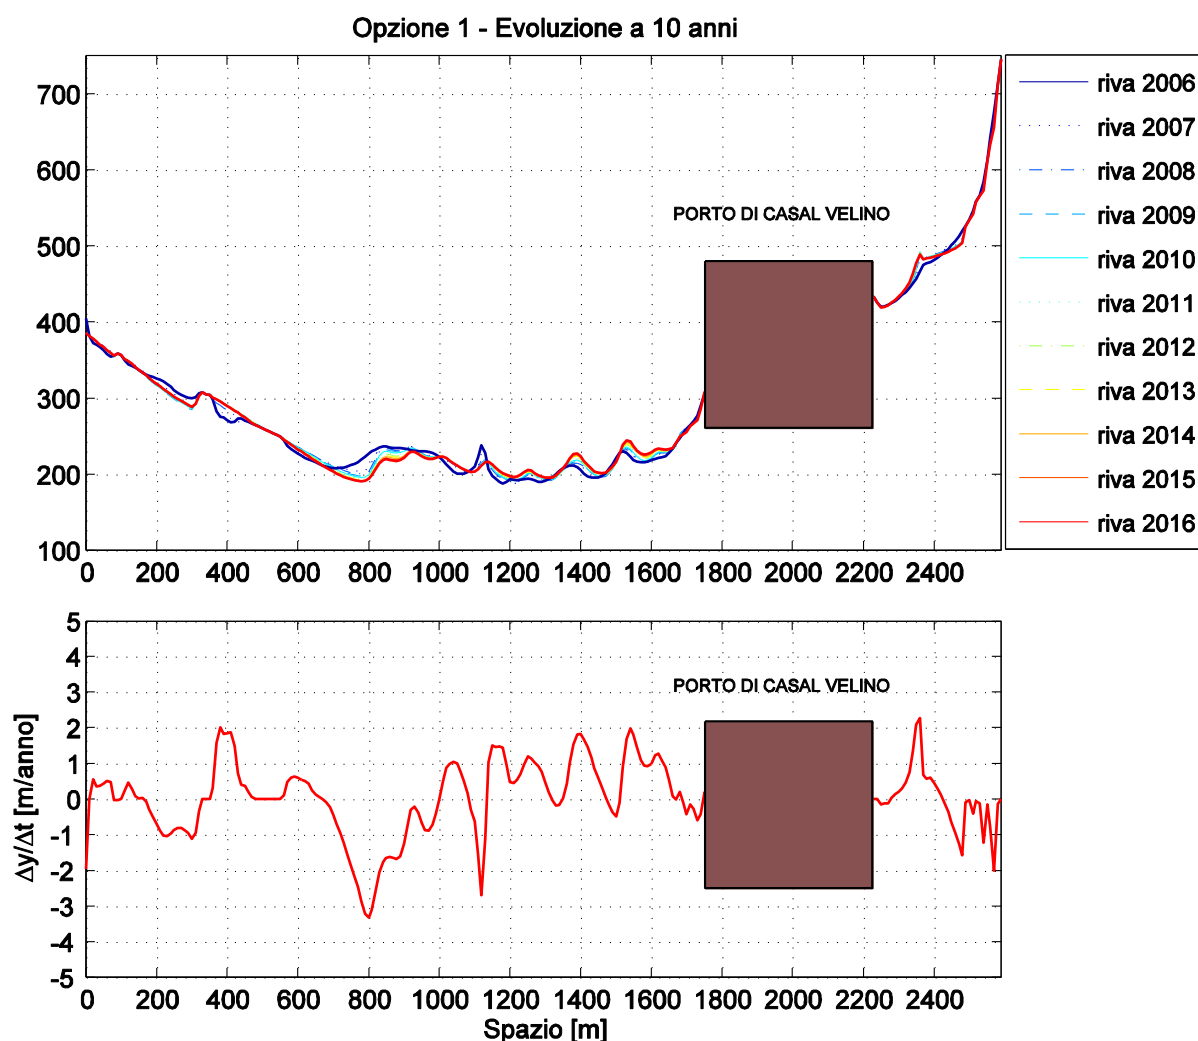 Opzione 1 - Evoluzione a 10 anni
700
600
500
400
300
200
100
0 200 400 600 800 1000 1200 1400 1600 1800 2000 2200 2400
PORTO DI CASAL VELINO
riva 2006
riva 2007
riva 2008
riva 2009
riva 2010
riva 2011
riva 2012
riva 2013
riva 2014
riva 2015
riva 2016
5
4
3
2
1
0
-1
-2
-3
-4
-5
Δy/Δt [m/anno]
PORTO DI CASAL VELINO
0 200 400 600 800 1000 1200 1400 1600 1800 2000 2200 2400
Spazio [m]